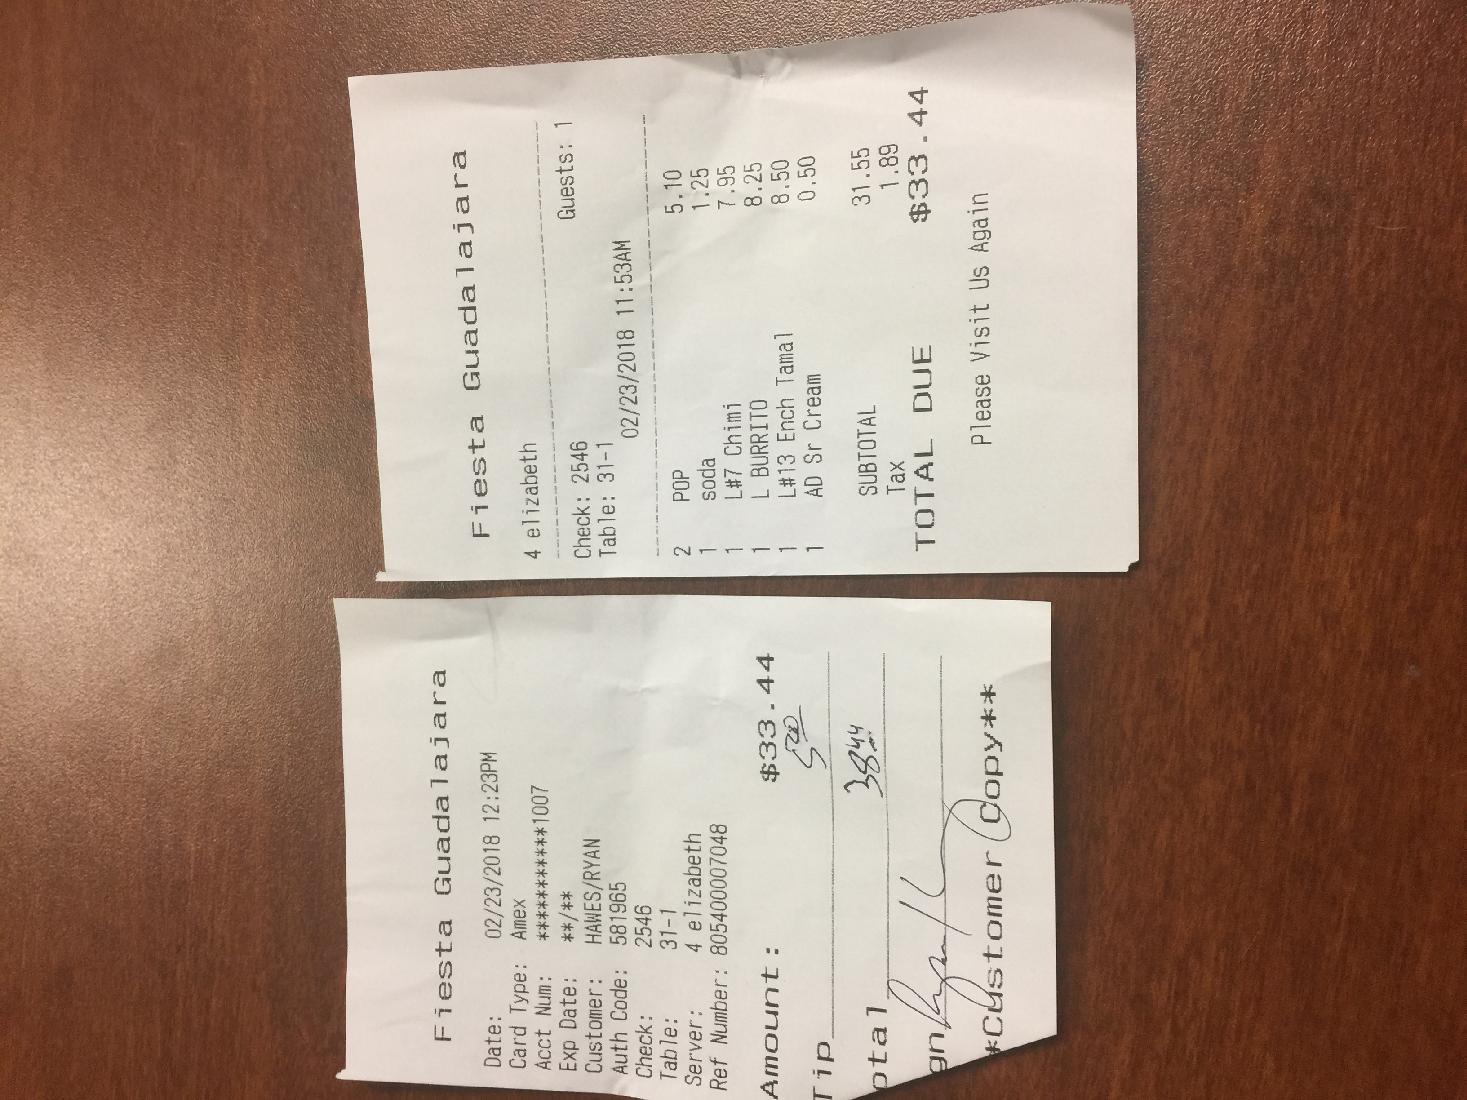 Fiesta Guadalajara
Date: 02/23/2018 12:23PM
Card Type: Amex
Acct Num: ***********1007
Exp Date: **/**
Customer: HAWES/RYAN
Auth Code: 581965
Check: 2546
Table: 31-1
Server: 4 elizabeth
Ref Number: 805400007048
Amount: $33.44
Tip 5.00
otal 38.44
gn
*Customer Copy**
Fiesta Guadalajara
4 elizabeth
Check: 2546 Guests: 1
Table: 31-1
02/23/2018 11:53AM
2 POP 5.10
1 soda 1.25
1 L#7 Chimi 7.95
1 L BURRITO 8.25
1 L#13 Ench Tamal 8.50
1 AD Sr Cream 0.50
SUBTOTAL 31.55
Tax 1.89
TOTAL DUE $33.44
Please Visit Us Again